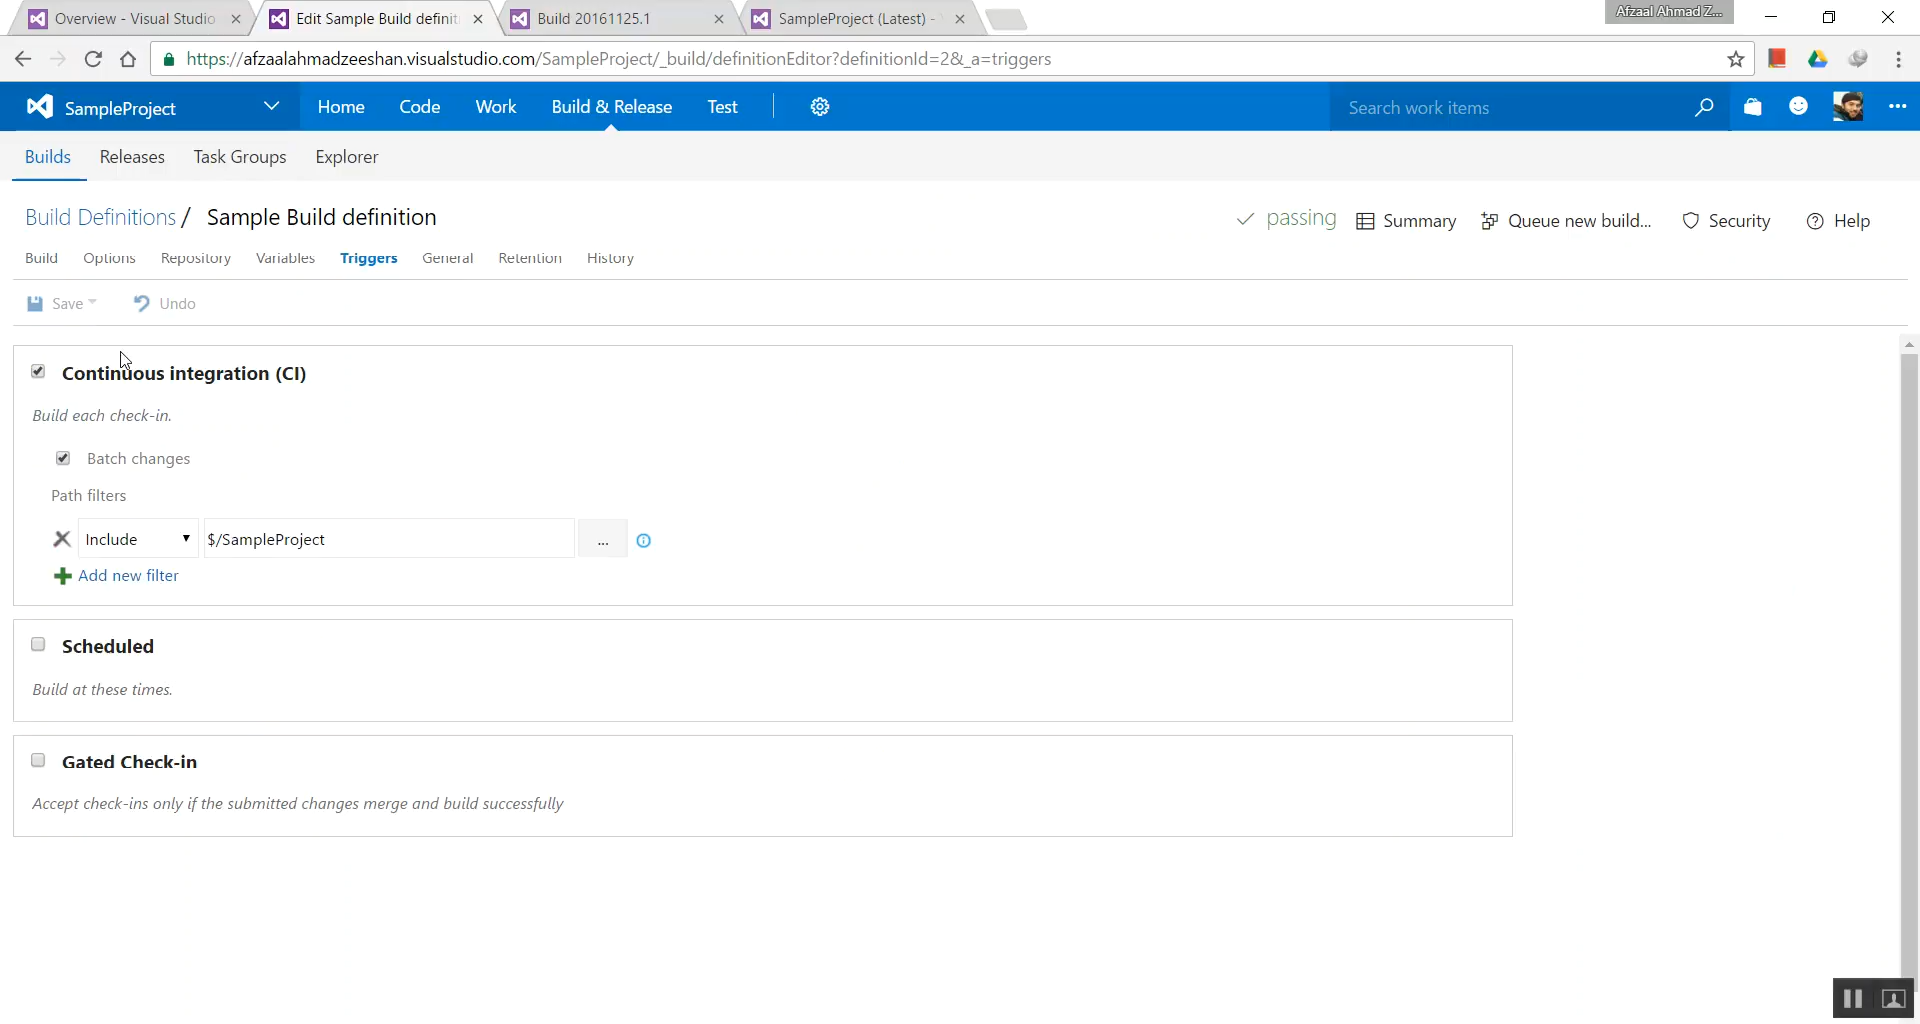 Overview - Visual Studio
Edit Sample Build definit
Build 20161125.1
SampleProject (Latest) -
Afzaal Ahmad Z...
https://afzaalahmadzeeshan.visualstudio.com/SampleProject/_build/definitionEditor?definitionId=2&_a=triggers
SampleProject
Home
Code
Work
Build & Release
Test
Search work items
Builds
Releases
Task Groups
Explorer
Build Definitions / Sample Build definition
passing
Summary
Queue new build...
Security
Help
Build
Options
Repository
Variables
Triggers
General
Retention
History
Save
Undo
Continuous integration (CI)
Build each check-in.
Batch changes
Path filters
Include
$/SampleProject
...
Add new filter
Scheduled
Build at these times.
Gated Check-in
Accept check-ins only if the submitted changes merge and build successfully